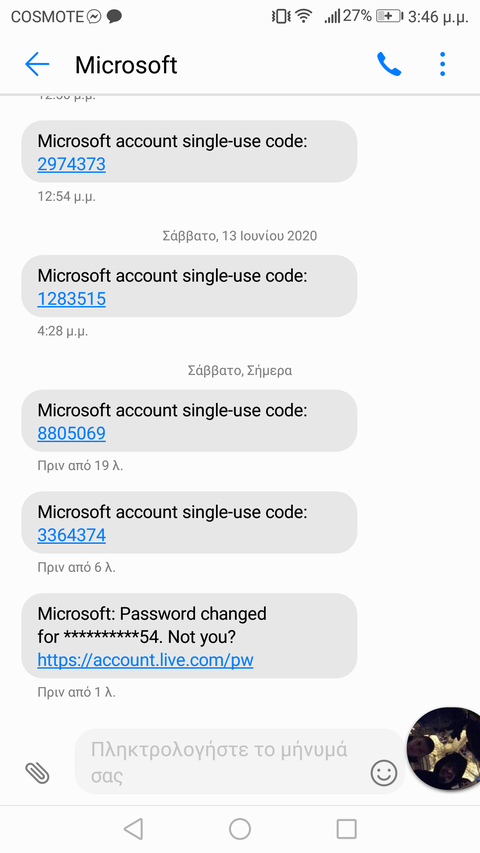 COSMOTE 27% 3:46 μ.μ.
Microsoft
12:50 μ.μ.
Microsoft account single-use code:
2974373
12:54 μ.μ.
Σάββατο, 13 Ιουνίου 2020
Microsoft account single-use code:
1283515
4:28 μ.μ.
Σάββατο, Σήμερα
Microsoft account single-use code:
8805069
Πριν από 19 λ.
Microsoft account single-use code:
3364374
Πριν από 6 λ.
Microsoft: Password changed
for **********54. Not you?
https://account.live.com/pw
Πριν από 1 λ.
Πληκτρολογήστε το μήνυμά
σας